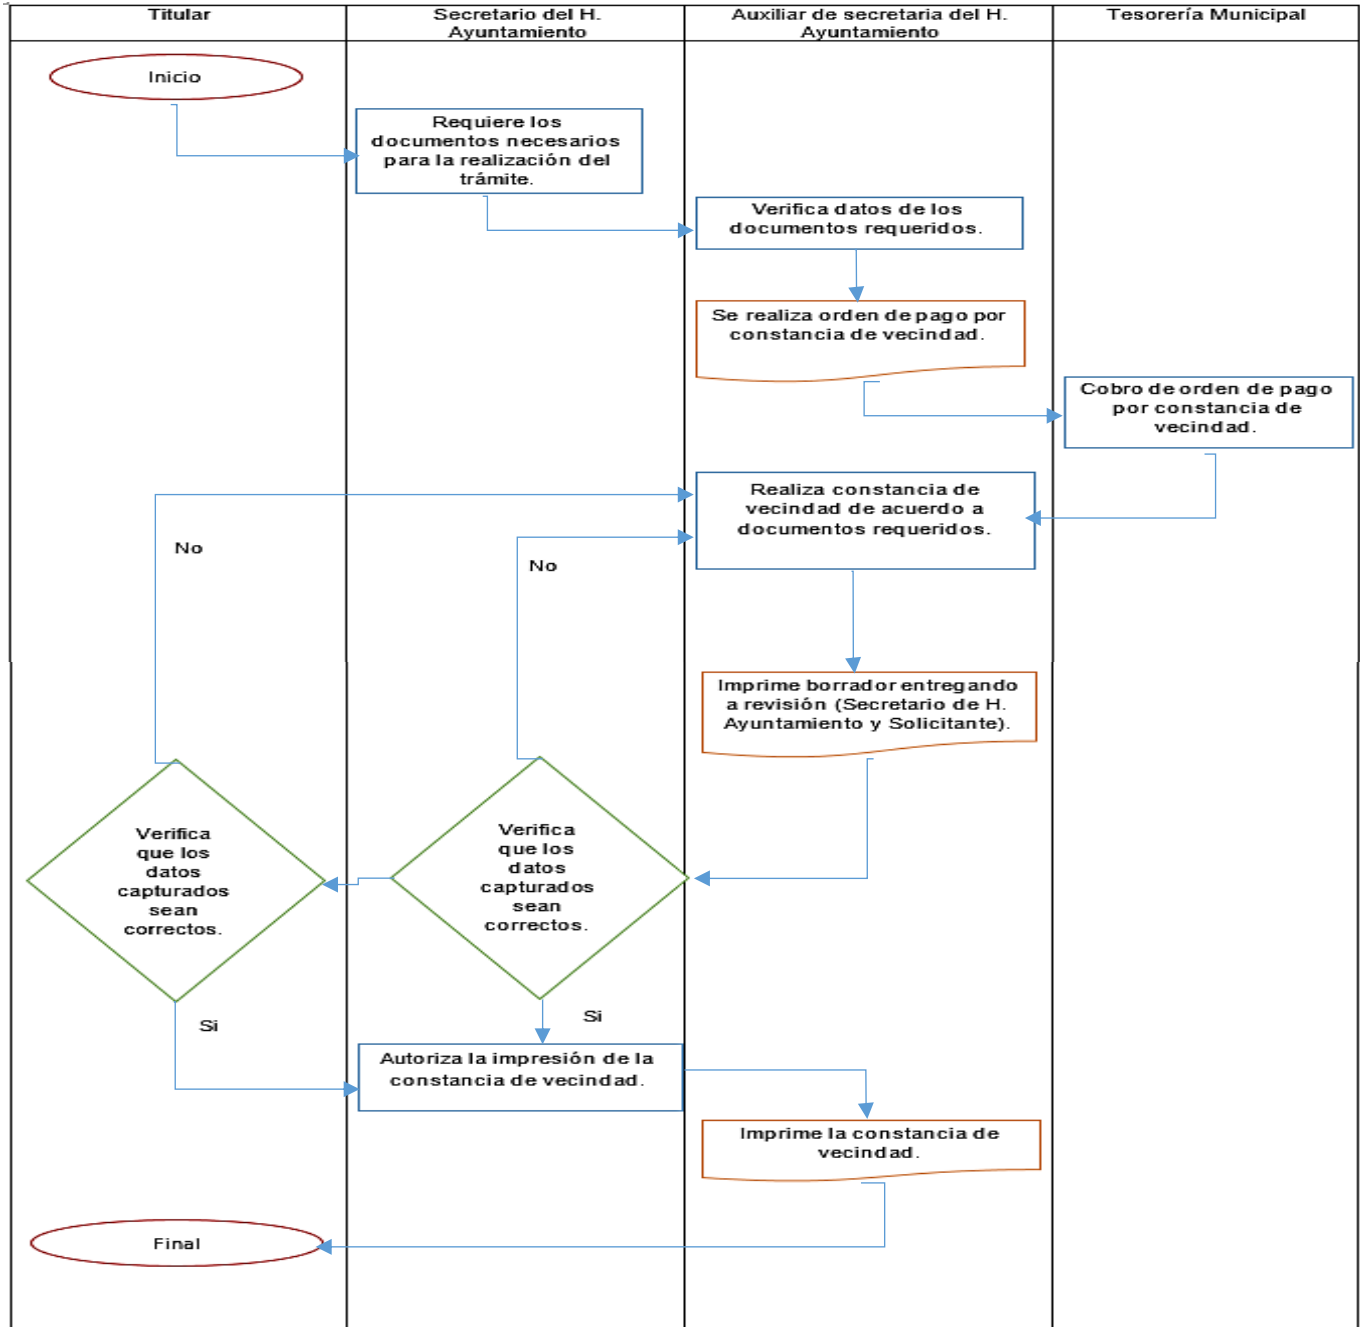 Titular
Secretario del H.
Ayuntamiento
Auxiliar de secretaria del H.
Ayuntamiento
Tesorería Municipal
Inicio
Requiere los
documentos necesarios
para la realización del
trámite.
Verifica datos de los
documentos requeridos.
Se realiza orden de pago por
constancia de vecindad.
Cobro de orden de pago
por constancia de
vecindad.
Realiza constancia de
vecindad de acuerdo a
documentos requeridos.
No
No
Imprime borrador entregando
a revisión (Secretario de H.
Ayuntamiento y Solicitante).
Verifica
que los
datos
capturados
sean
correctos.
Verifica
que los
datos
capturados
sean
correctos.
Si
Si
Autoriza la impresión de la
constancia de vecindad.
Imprime la constancia de
vecindad.
Final